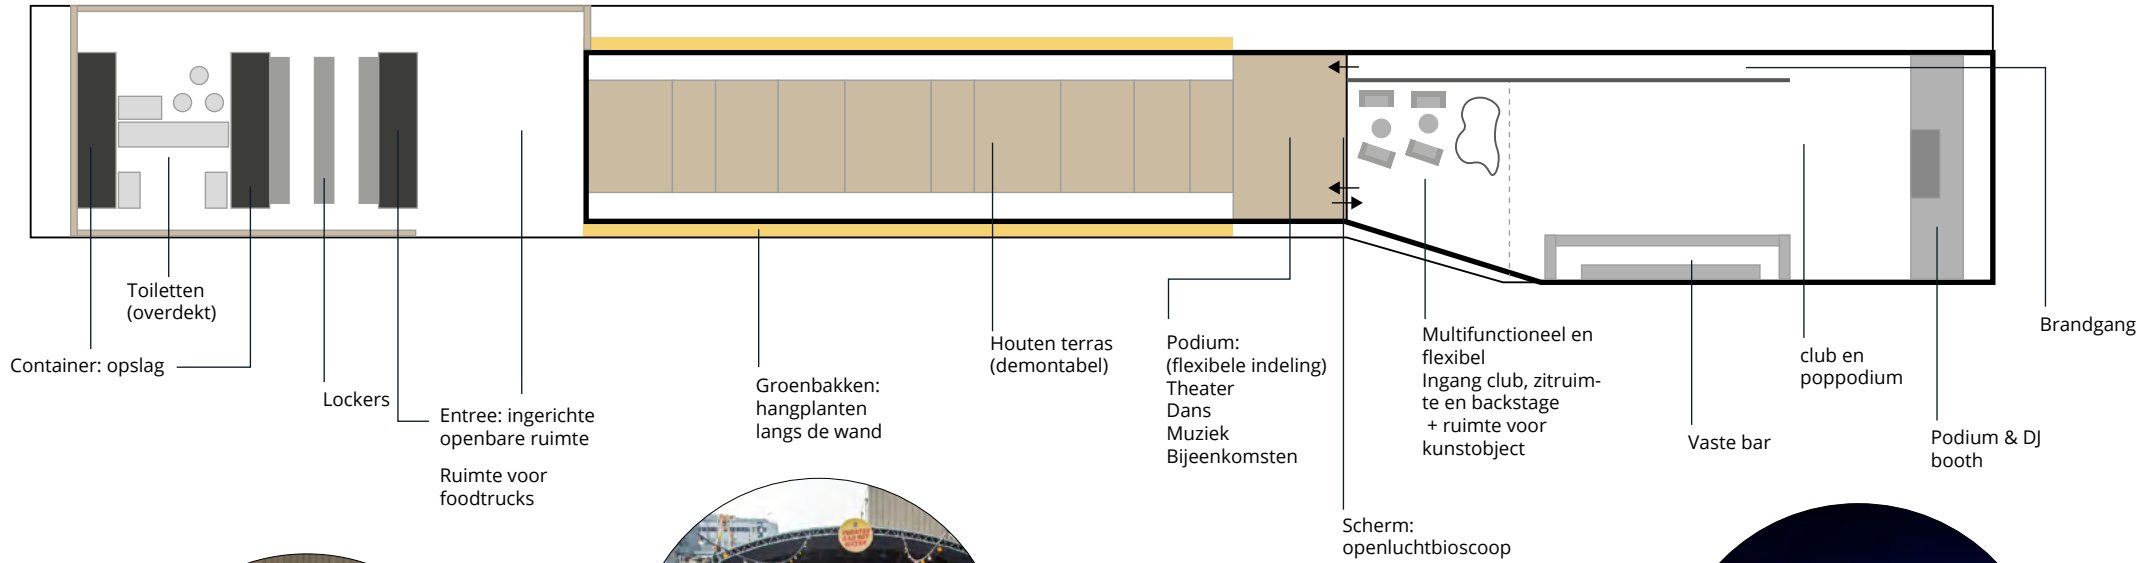 Toiletten
(overdekt)
Container: opslag
Lockers
Entree: ingerichte
openbare ruimte
Ruimte voor
foodtrucks
Groenbakken:
hangplanten
langs de wand
Houten terras
(demontabel)
Podium:
(flexibele indeling)
Theater
Dans
Muziek
Bijeenkomsten
Scherm:
openluchtbioscoop
Multifunctioneel en
flexibel
Ingang club, zitruim-
te en backstage
+ ruimte voor
kunstobject
Vaste bar
club en
poppodium
Podium & DJ
booth
Brandgang